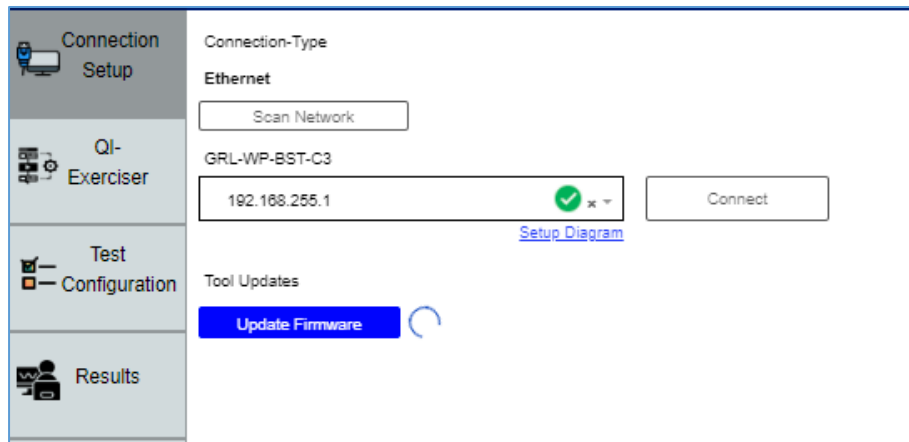 Connection
Setup
QI-
Exerciser
Test
Configuration
Results
Connection-Type
Ethernet
Scan Network
GRL-WP-BST-C3
192.168.255.1
Connect
Setup Diagram
Tool Updates
Update Firmware